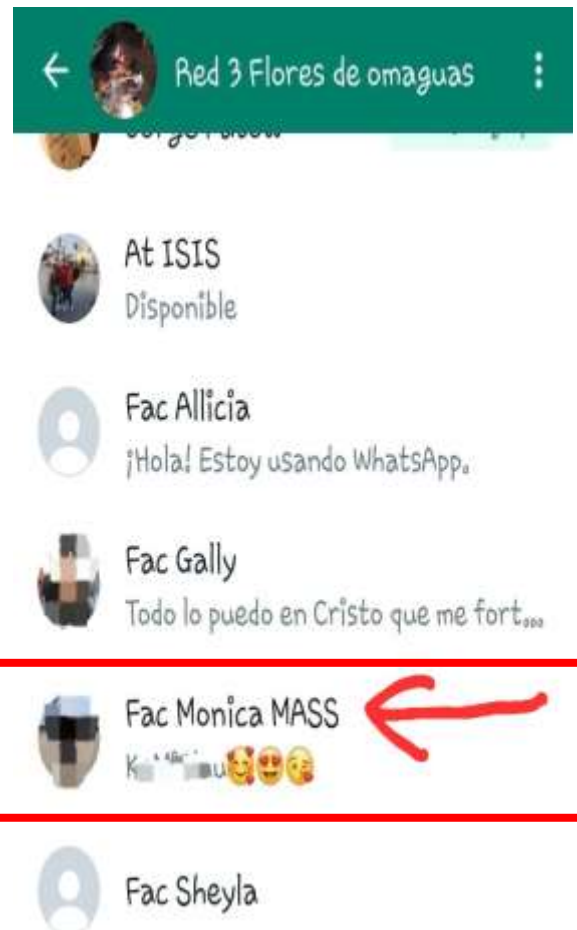 Red 3 Flores de omaguas
At ISIS
Disponible
Fac Allicia
¡Hola! Estoy usando WhatsApp.
Fac Gally
Todo lo puedo en Cristo que me fort...
Fac Monica MASS
Fac Sheyla